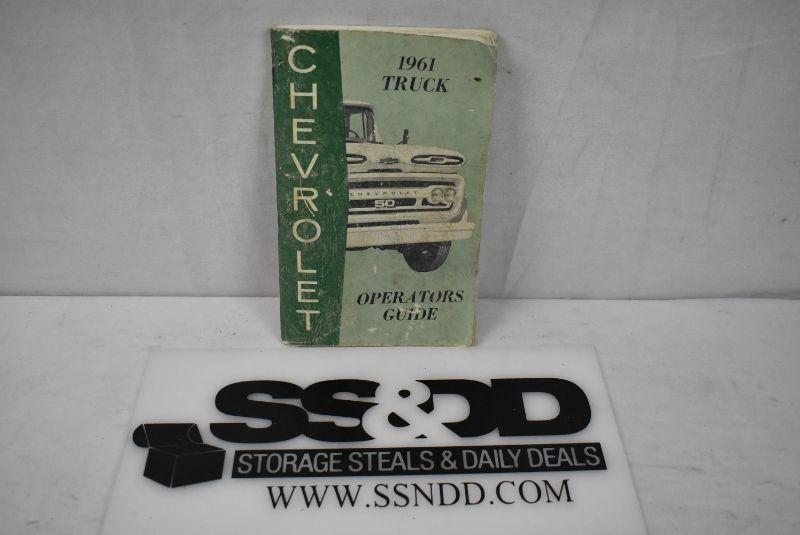 CHEVROLET
1961
TRUCK
CHEVROLET
50
OPERATORS
GUIDE
SS&DD
STORAGE STEALS & DAILY DEALS
WWW.SSNDD.COM